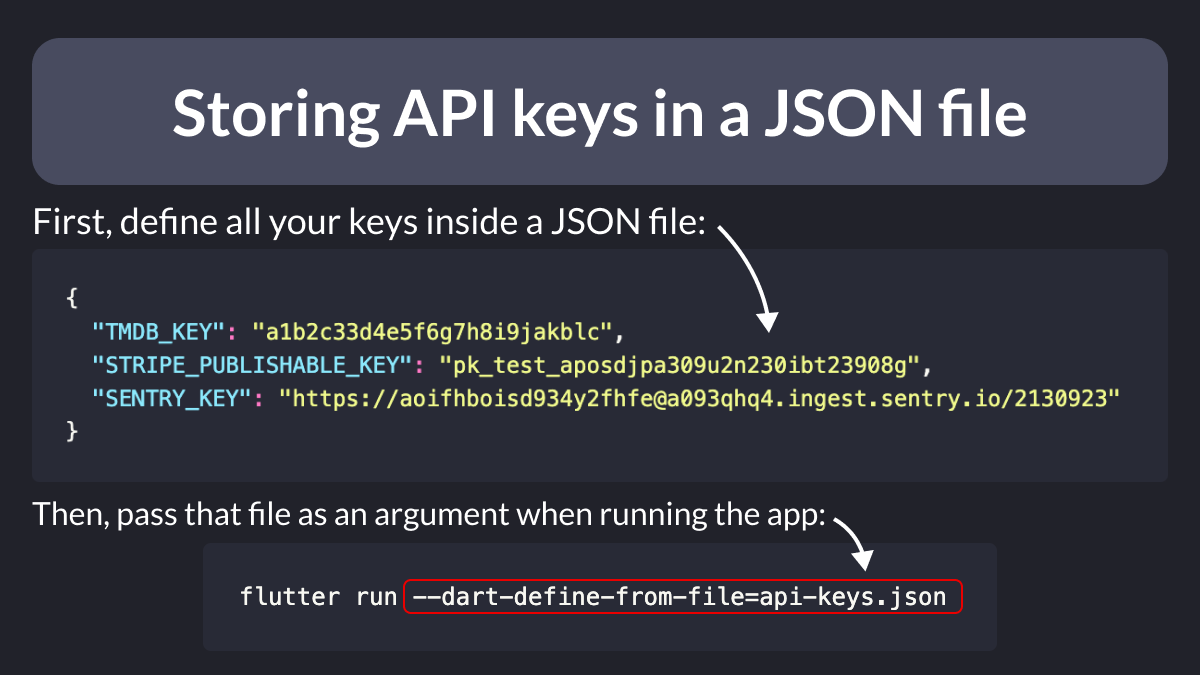 Storing API keys in a JSON file
First, define all your keys inside a JSON file:
{
"TMDB_KEY": "a1b2c33d4e5f6g7h8i9jakblc",
"STRIPE_PUBLISHABLE_KEY": "pk_test_aposdjpa309u2n230ibt23908g",
"SENTRY_KEY": "https://aoifhboisd934y2fhfe@a093qhq4.ingest.sentry.io/2130923"
}
Then, pass that file as an argument when running the app:
flutter run --dart-define-from-file=api-keys.json